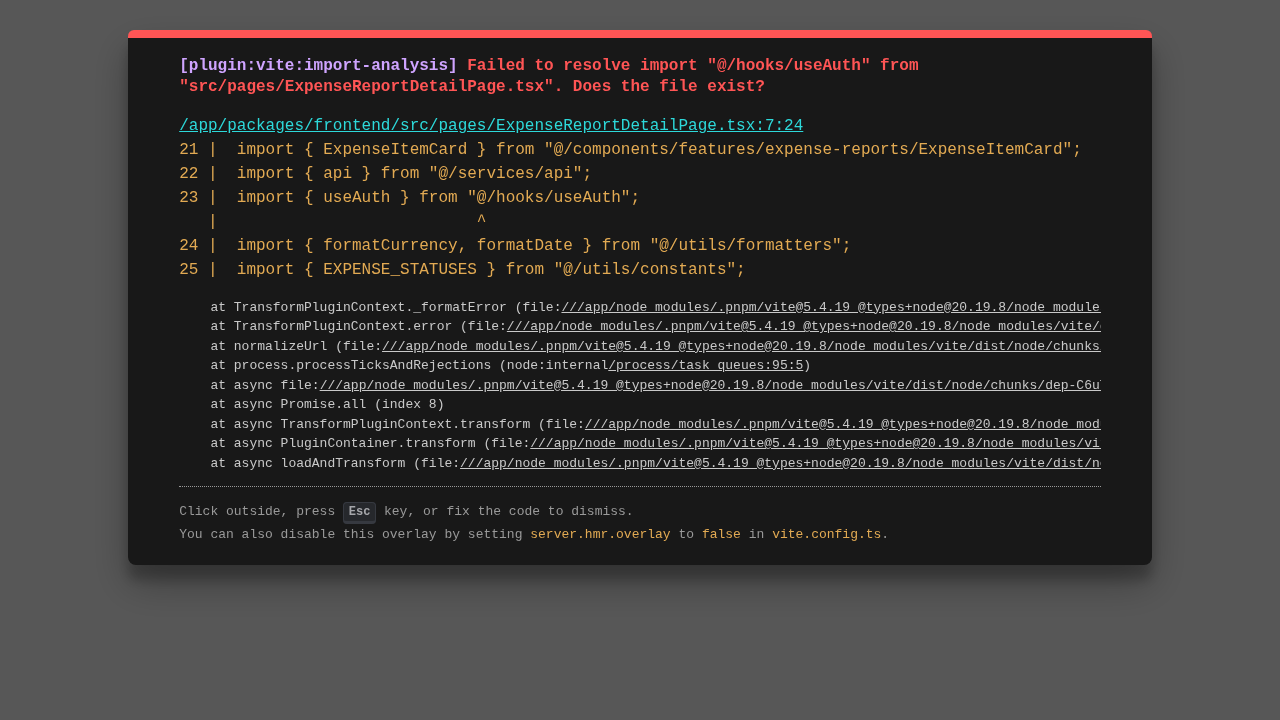 [plugin:vite:import-analysis] Failed to resolve import "@/hooks/useAuth" from
"src/pages/ExpenseReportDetailPage.tsx". Does the file exist?
/app/packages/frontend/src/pages/ExpenseReportDetailPage.tsx:7:24
21 |  import { ExpenseItemCard } from "@/components/features/expense-reports/ExpenseItemCard";
22 |  import { api } from "@/services/api";
23 |  import { useAuth } from "@/hooks/useAuth";
   |                           ^
24 |  import { formatCurrency, formatDate } from "@/utils/formatters";
25 |  import { EXPENSE_STATUSES } from "@/utils/constants";
at TransformPluginContext._formatError (file:///app/node_modules/.pnpm/vite@5.4.19_@types+node@20.19.8/node_module
at TransformPluginContext.error (file:///app/node_modules/.pnpm/vite@5.4.19_@types+node@20.19.8/node_modules/vite/
at normalizeUrl (file:///app/node_modules/.pnpm/vite@5.4.19_@types+node@20.19.8/node_modules/vite/dist/node/chunks
at process.processTicksAndRejections (node:internal/process/task_queues:95:5)
at async file:///app/node_modules/.pnpm/vite@5.4.19_@types+node@20.19.8/node_modules/vite/dist/node/chunks/dep-C6u
at async Promise.all (index 8)
at async TransformPluginContext.transform (file:///app/node_modules/.pnpm/vite@5.4.19_@types+node@20.19.8/node_mod
at async PluginContainer.transform (file:///app/node_modules/.pnpm/vite@5.4.19_@types+node@20.19.8/node_modules/vi
at async loadAndTransform (file:///app/node_modules/.pnpm/vite@5.4.19_@types+node@20.19.8/node_modules/vite/dist/n
Click outside, press Esc key, or fix the code to dismiss.
You can also disable this overlay by setting server.hmr.overlay to false in vite.config.ts.